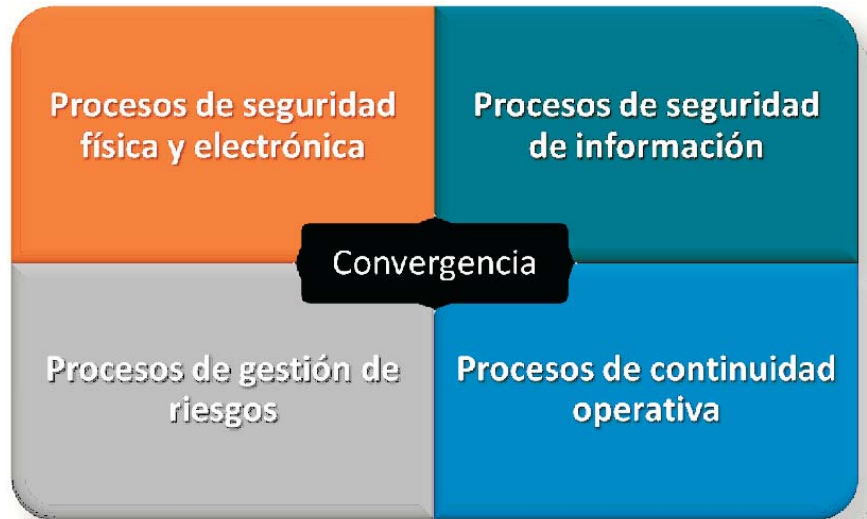 Procesos de seguridad
física y electrónica
Procesos de seguridad
de información
Convergencia
Procesos de gestión de
riesgos
Procesos de continuidad
operativa